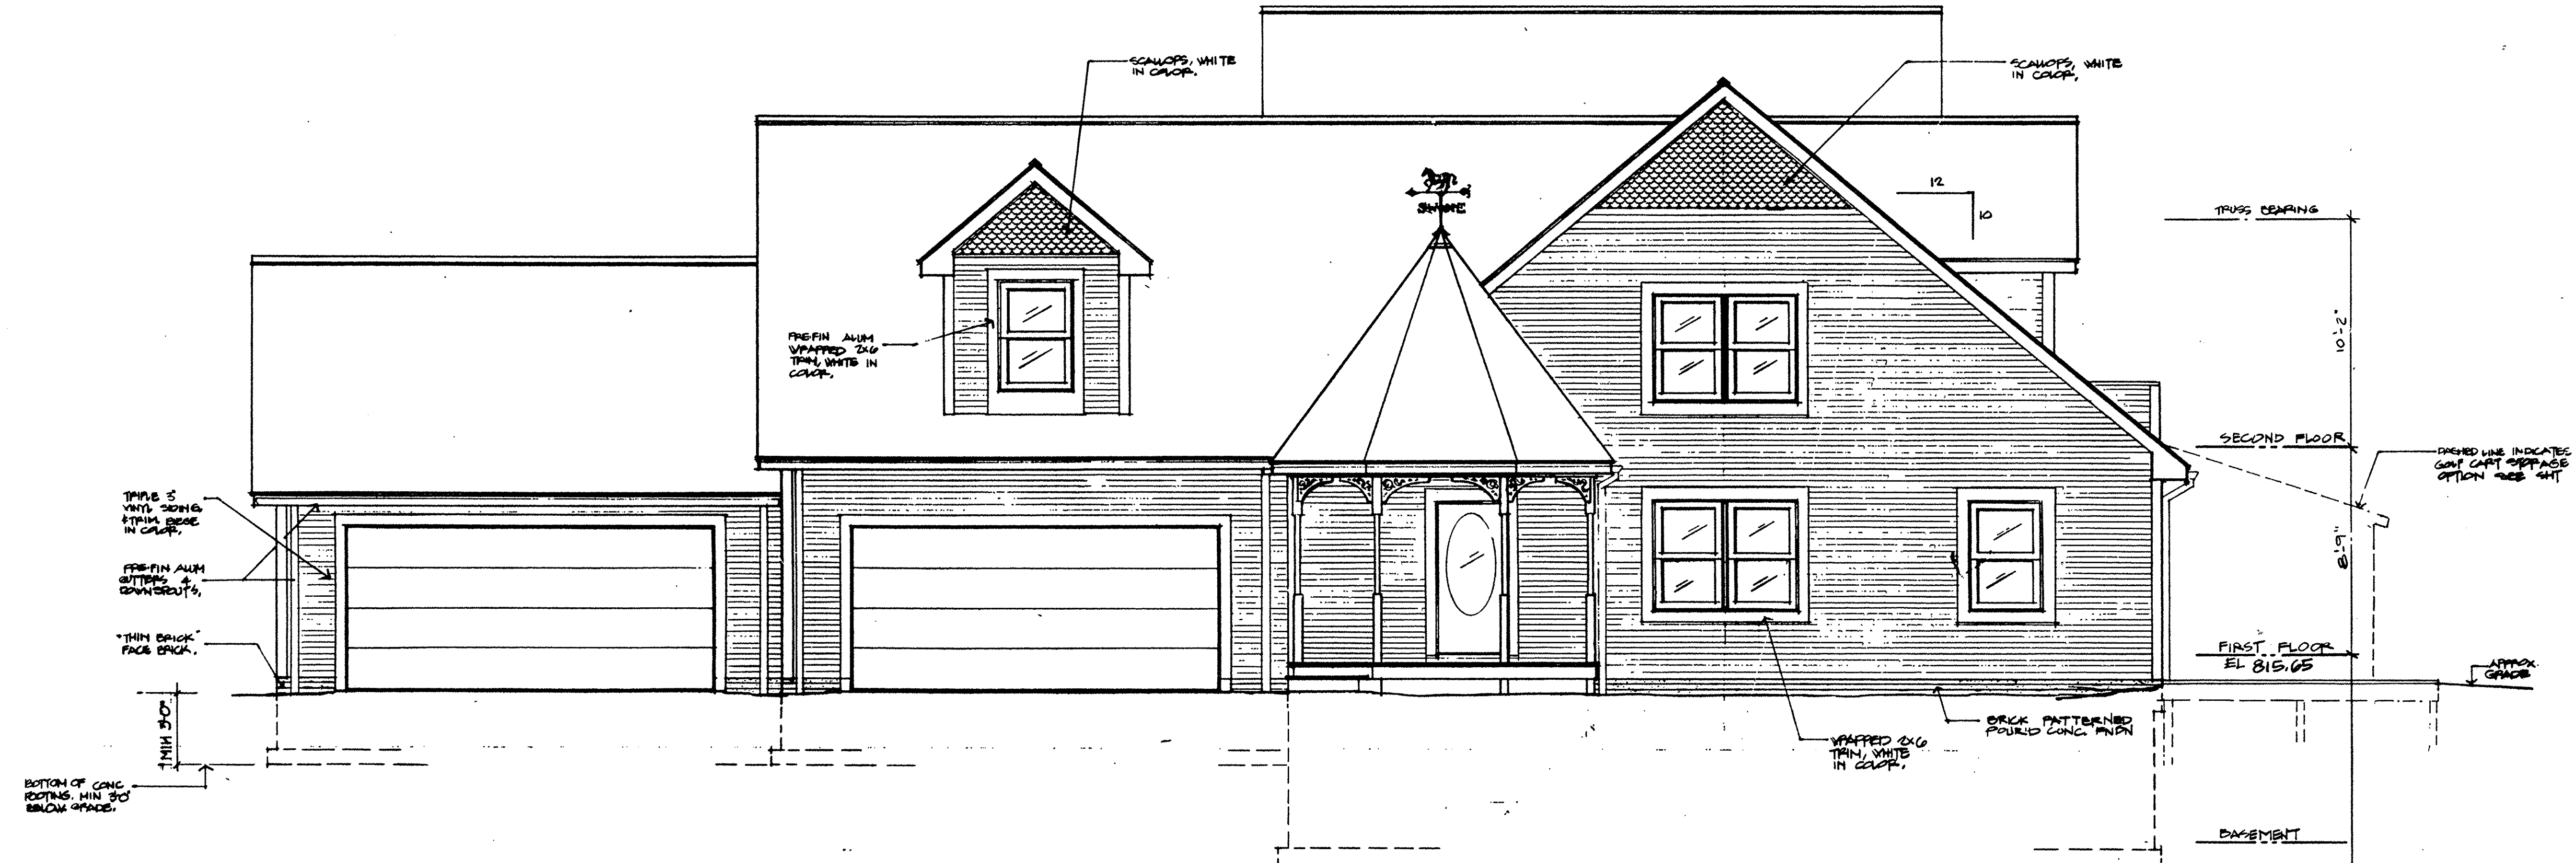 SCALLOPS, WHITE
IN COLOR.
SCALLOPS, WHITE
IN COLOR.
12
10
TRUSS BEARING
10'-2"
PREFIN ALUM
WRAPPED 2X6
TRIM, WHITE IN
COLOR.
SECOND FLOOR
DASHED LINE INDICATES
GOLF CART STORAGE
OPTION SEE SHT
8'-9"
TRIPLE 3"
VINYL SIDING
& TRIM BEIGE
IN COLOR.
PREFIN ALUM
GUTTERS &
DOWNSPOUTS.
"THIN BRICK"
FACE BRICK.
FIRST FLOOR
EL 815.65
APPROX.
GRADE
MIN 3'0"
BRICK PATTERNED
POUR'D CONC. FNDN
WRAPPED 2X6
TRIM, WHITE
IN COLOR.
BOTTOM OF CONC
FOOTING. MIN 3'0"
BELOW GRADE.
BASEMENT